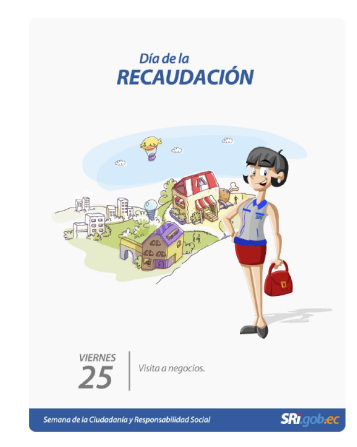 Día de la
RECAUDACIÓN
VIERNES
25
Visita a negocios.
Semana de la Ciudadanía y Responsabilidad Social
SRi.gob.ec